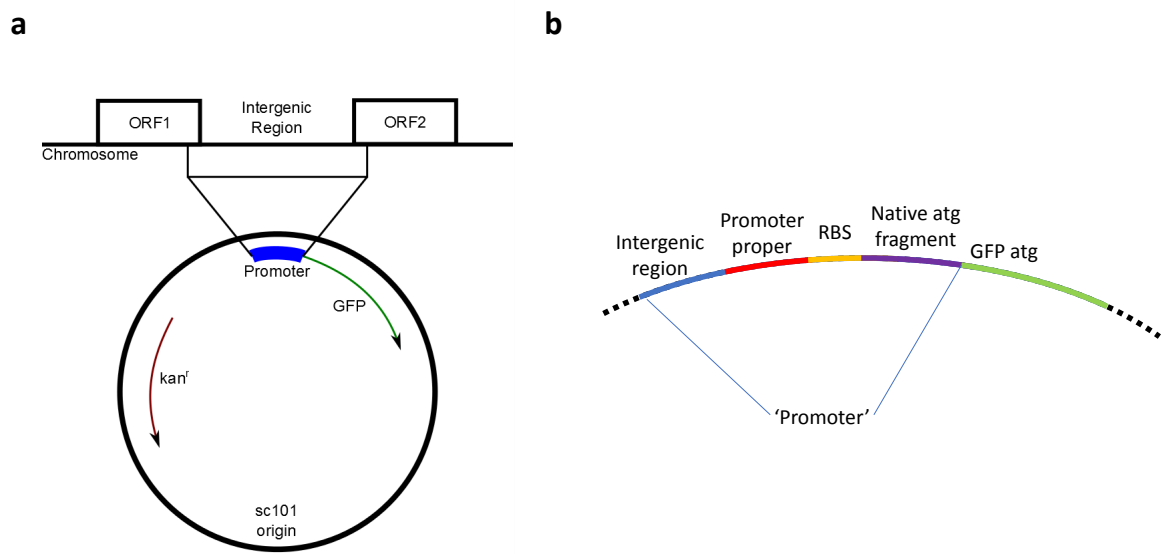 a
ORF1
Intergenic
Region
ORF2
Chromosome
Promoter
GFP
kanʳ
sc101
origin
b
Intergenic
region
Promoter
proper
RBS
Native atg
fragment
GFP atg
‘Promoter’